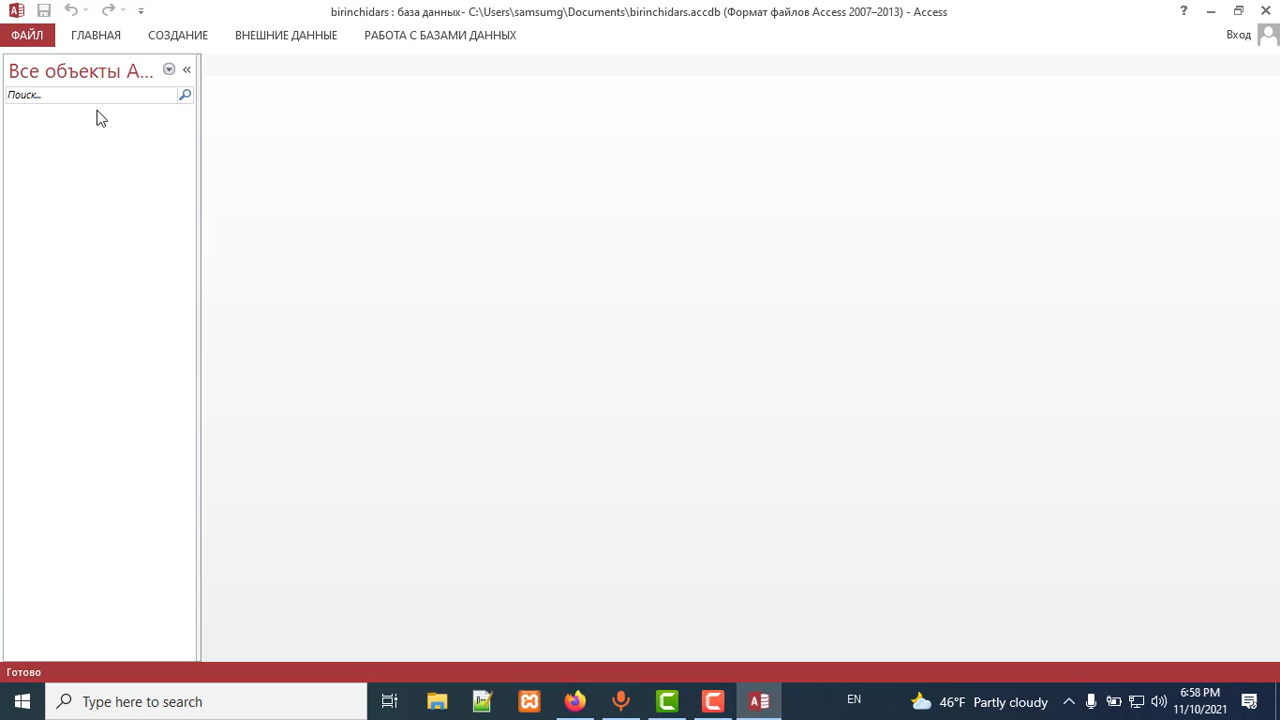 birinchidars : база данных- C:\Users\samsumg\Documents\birinchidars.accdb (Формат файлов Access 2007–2013) - Access
ФАЙЛ ГЛАВНАЯ СОЗДАНИЕ ВНЕШНИЕ ДАННЫЕ РАБОТА С БАЗАМИ ДАННЫХ Вход
Все объекты A...
Поиск...
Готово
Type here to search
EN
46°F Partly cloudy
6:58 PM
11/10/2021